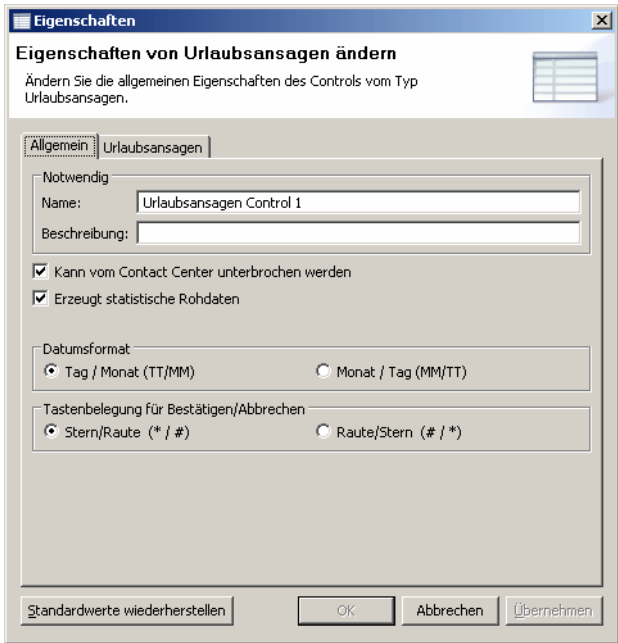 Eigenschaften
Eigenschaften von Urlaubsansagen ändern
Ändern Sie die allgemeinen Eigenschaften des Controls vom Typ
Urlaubsansagen.
Allgemein Urlaubsansagen
Notwendig
Name: Urlaubsansagen Control 1
Beschreibung:
Kann vom Contact Center unterbrochen werden
Erzeugt statistische Rohdaten
Datumsformat
Tag / Monat (TT/MM) Monat / Tag (MM/TT)
Tastenbelegung für Bestätigen/Abbrechen
Stern/Raute (* / #) Raute/Stern (# / *)
Standardwerte wiederherstellen OK Abbrechen Übernehmen